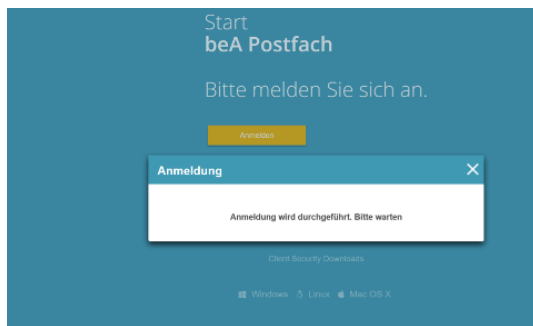 Start
beA Postfach
Bitte melden Sie sich an.
Anmelden
Anmeldung
Anmeldung wird durchgeführt. Bitte warten
Client Security Downloads
Windows Linux Mac OS X